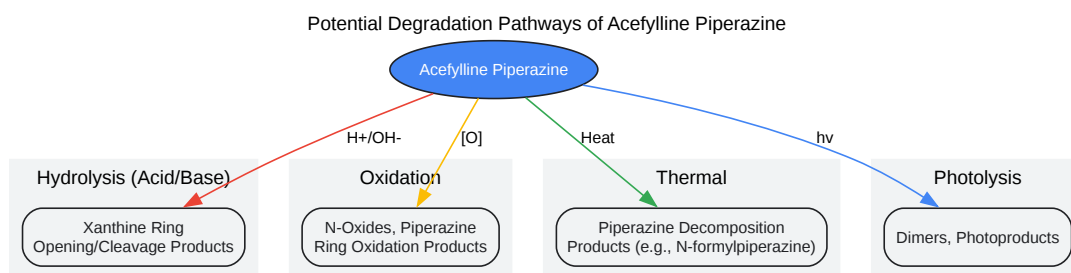 Potential Degradation Pathways of Acefylline Piperazine
Acefylline Piperazine
H+/OH-
[O]
Heat
hv
Hydrolysis (Acid/Base)
Oxidation
Thermal
Photolysis
Xanthine Ring
Opening/Cleavage Products
N-Oxides, Piperazine
Ring Oxidation Products
Piperazine Decomposition
Products (e.g., N-formylpiperazine)
Dimers, Photoproducts